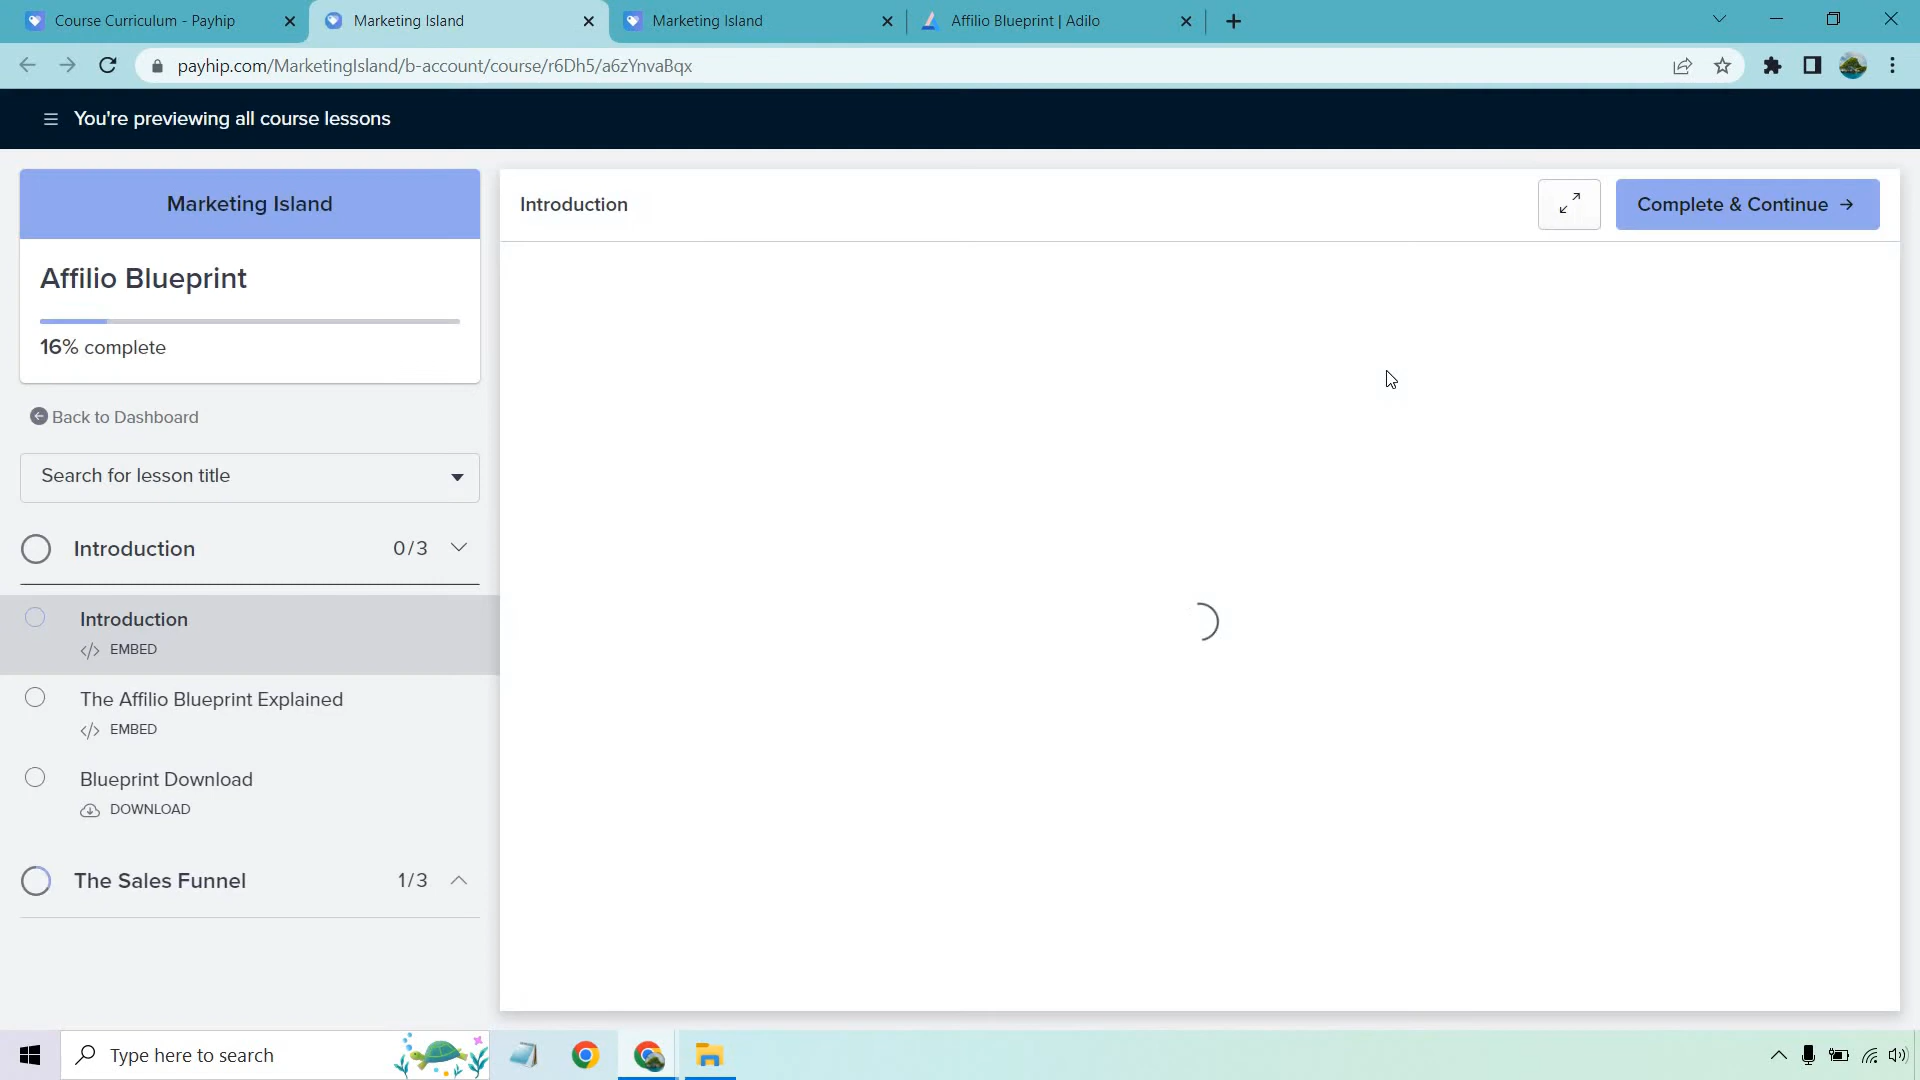 Course Curriculum - Payhip
Marketing Island
Marketing Island
Affilio Blueprint | Adilo
payhip.com/MarketingIsland/b-account/course/r6Dh5/a6zYnvaBqx
You're previewing all course lessons
Marketing Island
Affilio Blueprint
16% complete
Back to Dashboard
Search for lesson title
Introduction 0/3
Introduction
</> EMBED
The Affilio Blueprint Explained
</> EMBED
Blueprint Download
DOWNLOAD
The Sales Funnel 1/3
Introduction
Complete & Continue →
Type here to search